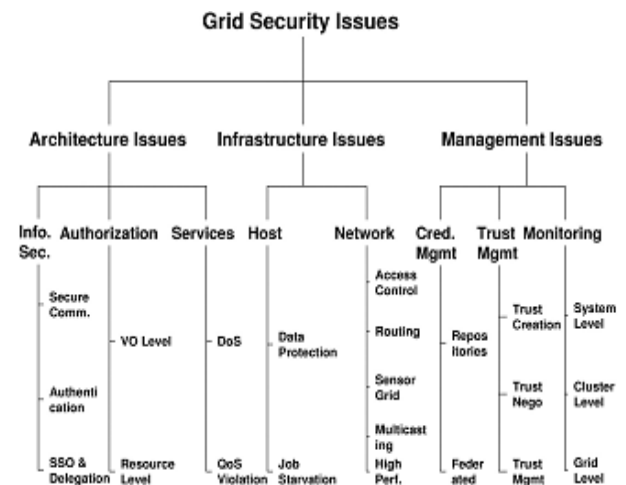 Grid Security Issues
Architecture Issues Infrastructure Issues Management Issues
Info. Authorization Services Host Network Cred. Trust Monitoring
Sec. Mgmt Mgmt
Secure
Comm.
Authenti
cation
SSO &
Delegation
VO Level
Resource
Level
DoS
QoS
Violation
Data
Protection
Job
Starvation
Access
Control
Routing
Sensor
Grid
Multicast
ing
High
Perf.
Repos
itories
Feder
ated
Trust
Creation
Trust
Nego
Trust
Mgmt
System
Level
Cluster
Level
Grid
Level